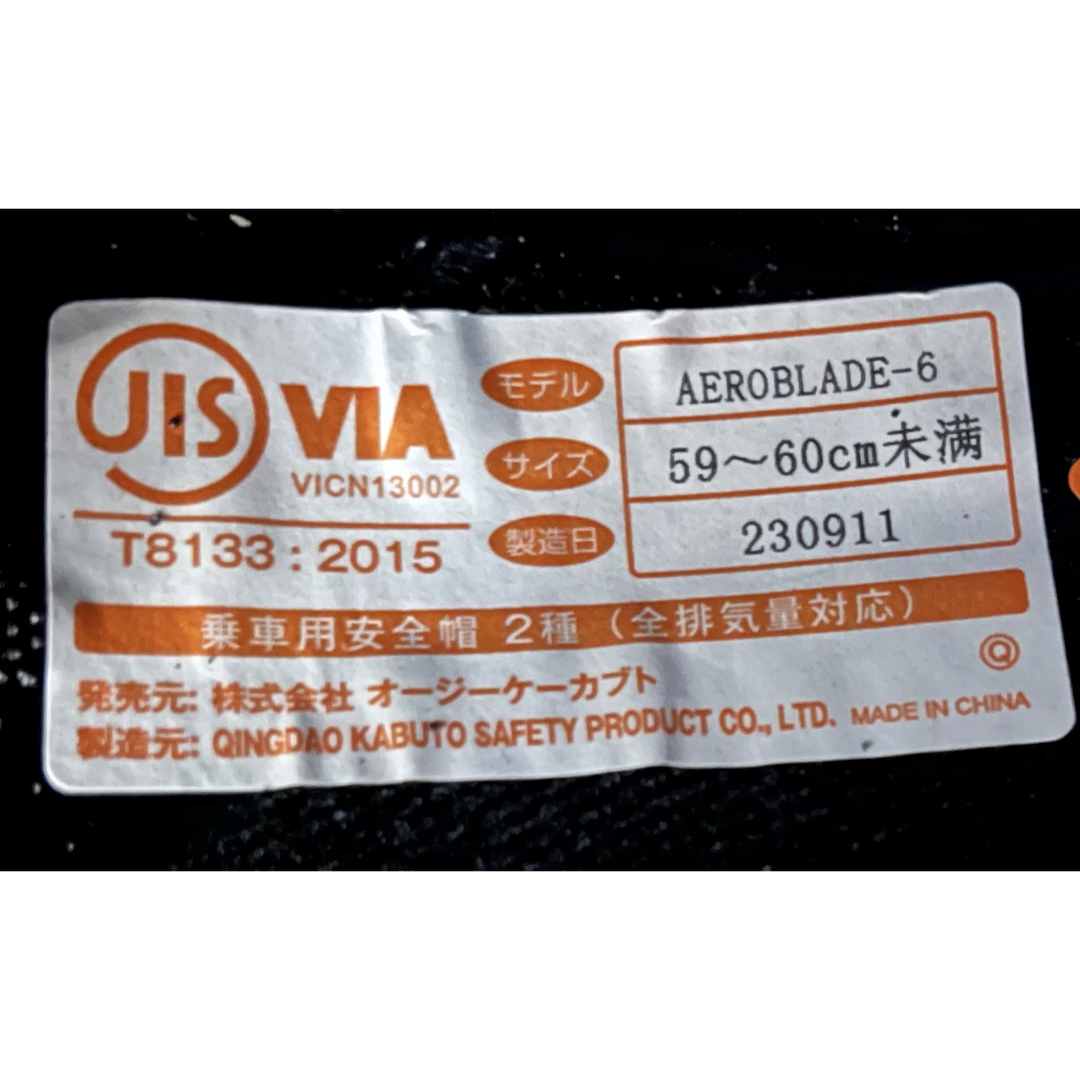 JIS VIA
VICN13002
T8133:2015
モデル AEROBLADE-6
サイズ 59～60cm未満
製造日 230911
乗車用安全帽 2種（全排気量対応）
Q
発売元: 株式会社 オージーケーカブト
製造元: QINGDAO KABUTO SAFETY PRODUCT CO., LTD. MADE IN CHINA